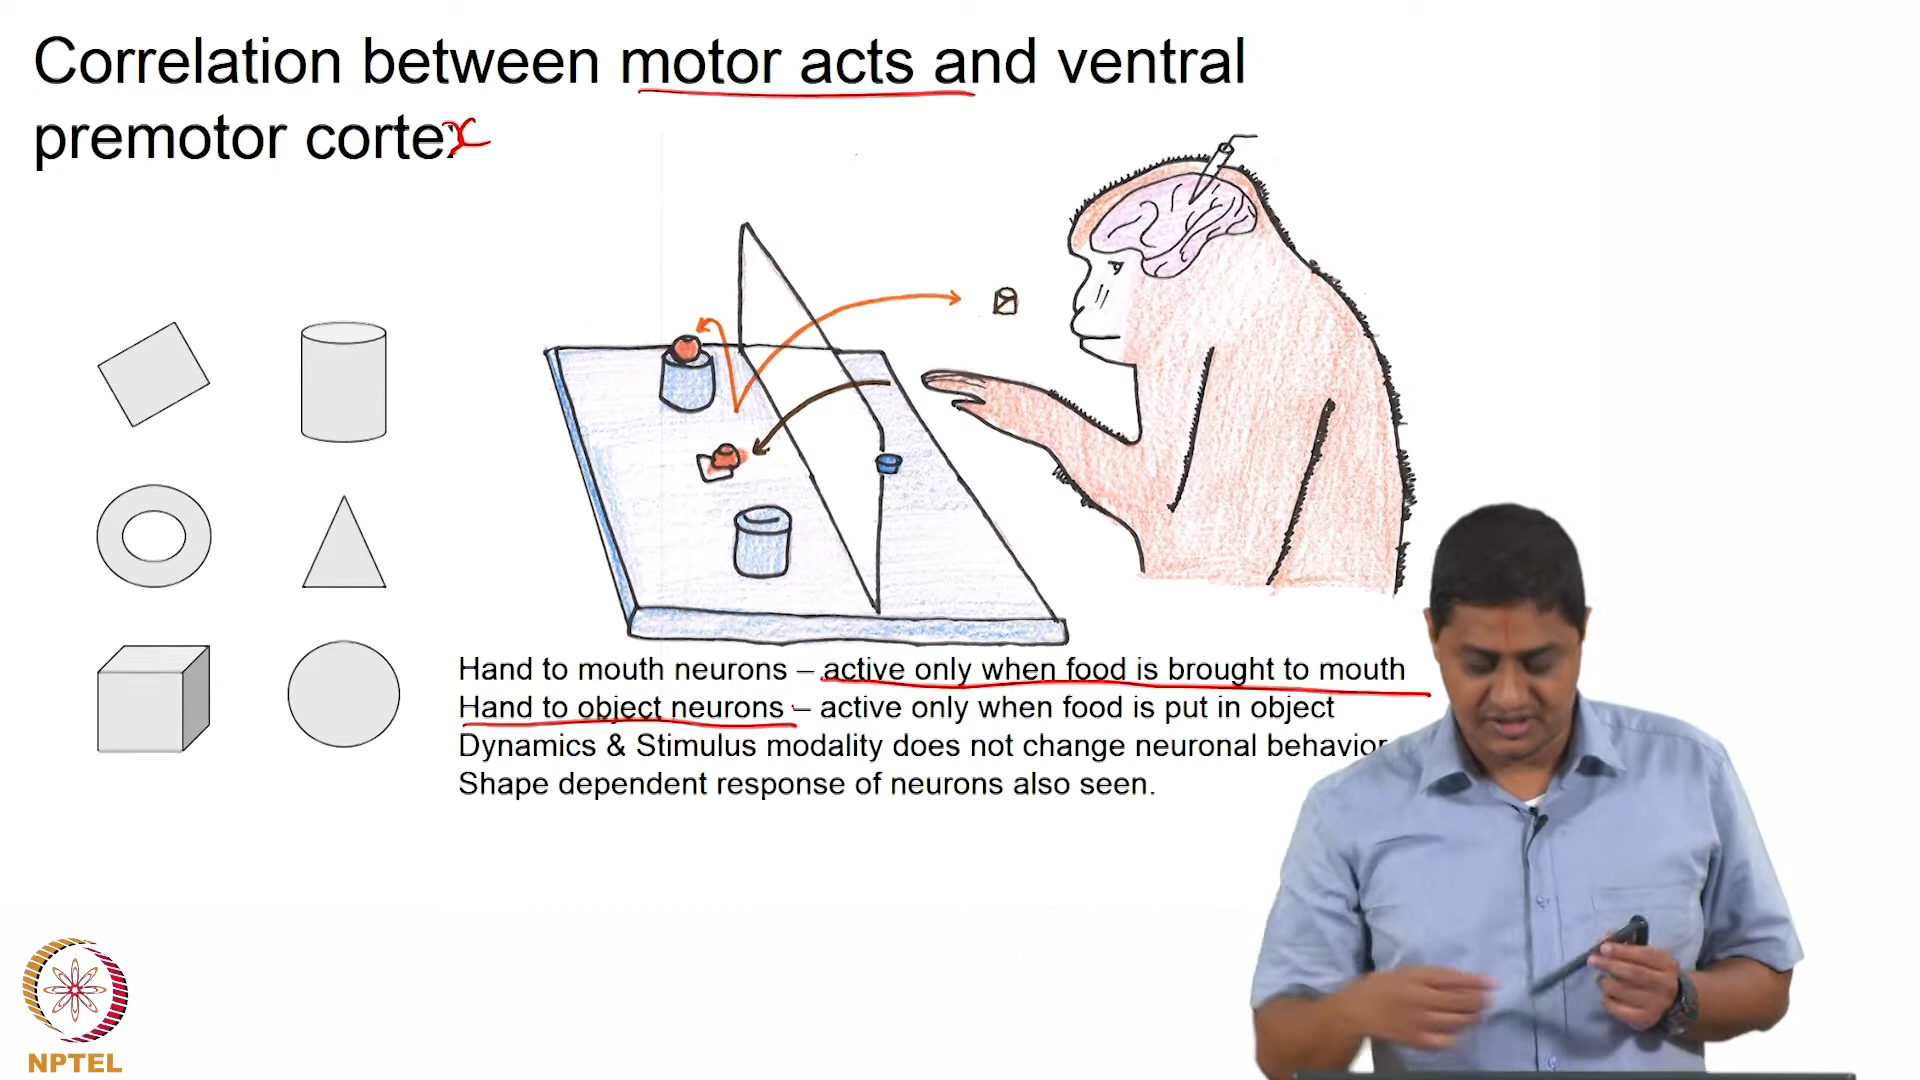 Correlation between motor acts and ventral
premotor cortex
Hand to mouth neurons – active only when food is brought to mouth
Hand to object neurons – active only when food is put in object
Dynamics & Stimulus modality does not change neuronal behavior
Shape dependent response of neurons also seen.
NPTEL